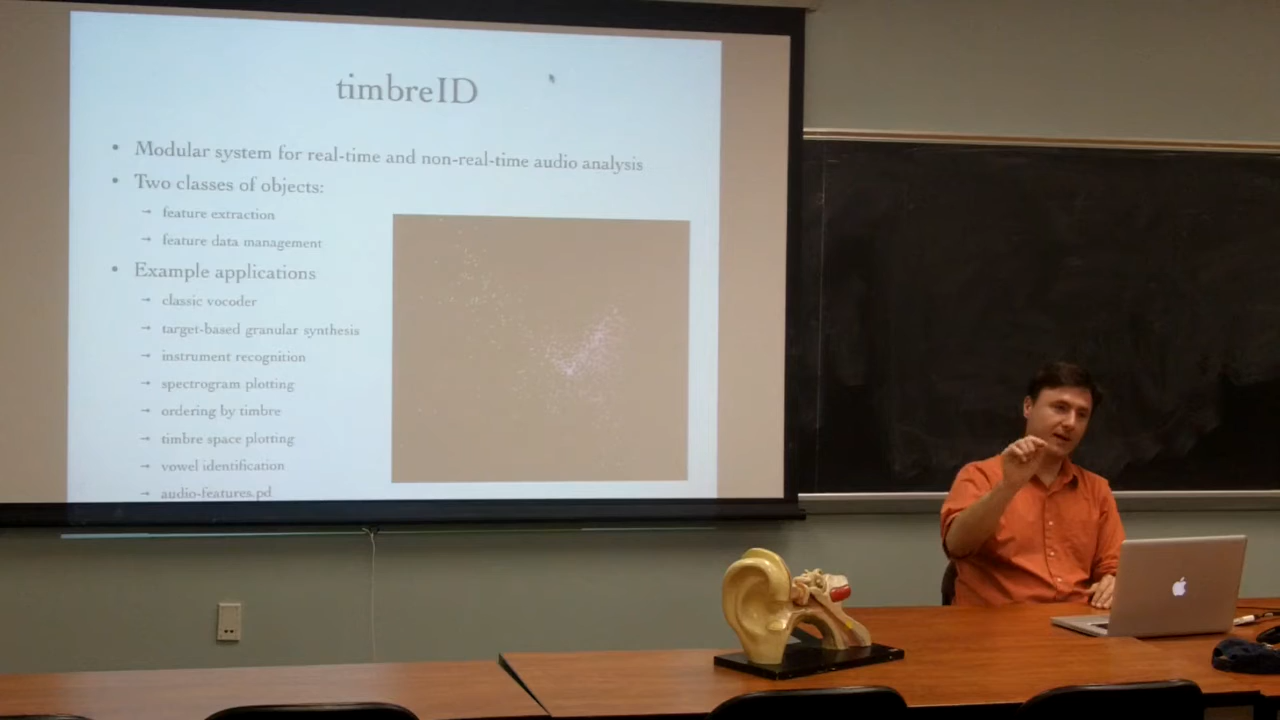 timbreID
• Modular system for real-time and non-real-time audio analysis
• Two classes of objects:
→ feature extraction
→ feature data management
• Example applications
→ classic vocoder
→ target-based granular synthesis
→ instrument recognition
→ spectrogram plotting
→ ordering by timbre
→ timbre space plotting
→ vowel identification
→ audio-features.pd